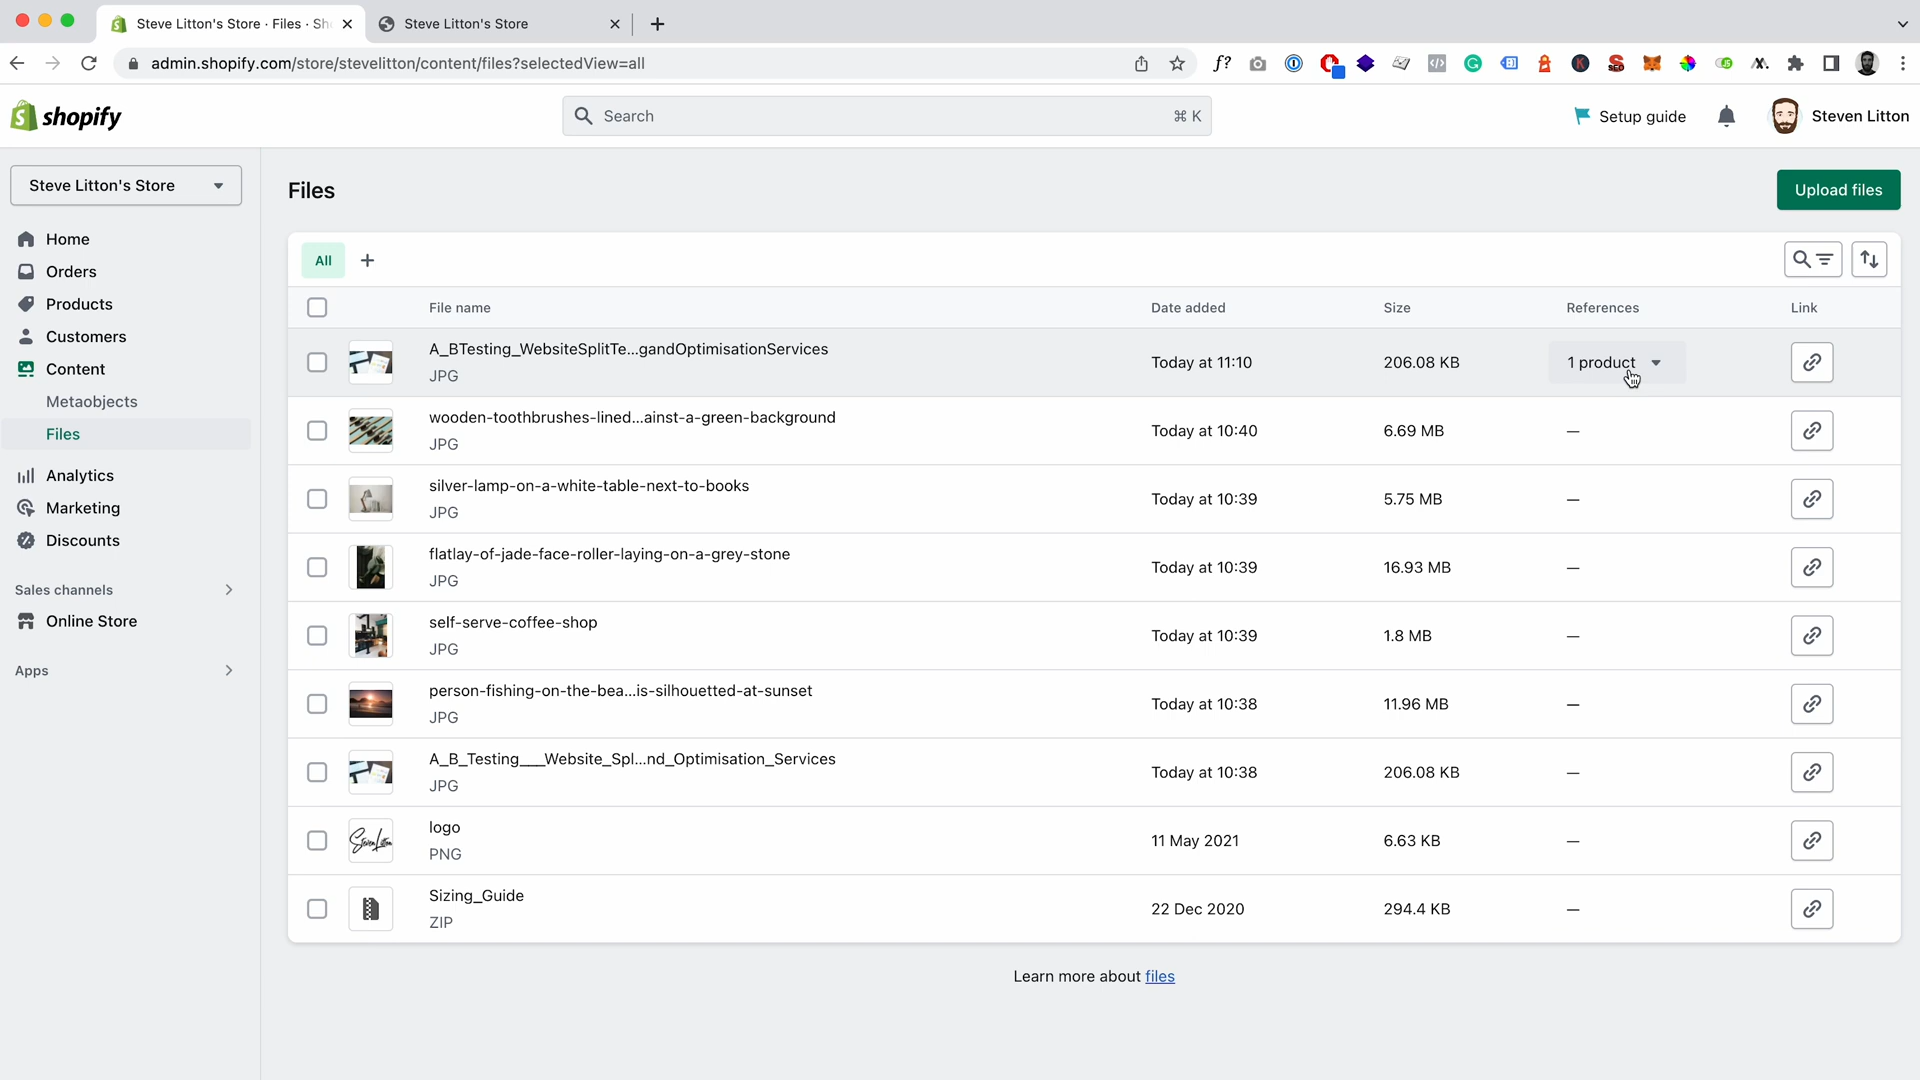 Steve Litton's Store · Files · Sh
Steve Litton's Store
admin.shopify.com/store/stevelitton/content/files?selectedView=all
shopify
Search
⌘ K
Setup guide
Steven Litton
Steve Litton's Store
Home
Orders
Products
Customers
Content
Metaobjects
Files
Analytics
Marketing
Discounts
Sales channels
Online Store
Apps
Files
Upload files
All
File name Date added Size References Link
A_BTesting_WebsiteSplitTe...gandOptimisationServices
JPG
Today at 11:10 206.08 KB 1 product
wooden-toothbrushes-lined...ainst-a-green-background
JPG
Today at 10:40 6.69 MB —
silver-lamp-on-a-white-table-next-to-books
JPG
Today at 10:39 5.75 MB —
flatlay-of-jade-face-roller-laying-on-a-grey-stone
JPG
Today at 10:39 16.93 MB —
self-serve-coffee-shop
JPG
Today at 10:39 1.8 MB —
person-fishing-on-the-bea...is-silhouetted-at-sunset
JPG
Today at 10:38 11.96 MB —
A_B_Testing___Website_Spl...nd_Optimisation_Services
JPG
Today at 10:38 206.08 KB —
logo
PNG
11 May 2021 6.63 KB —
Sizing_Guide
ZIP
22 Dec 2020 294.4 KB —
Learn more about files